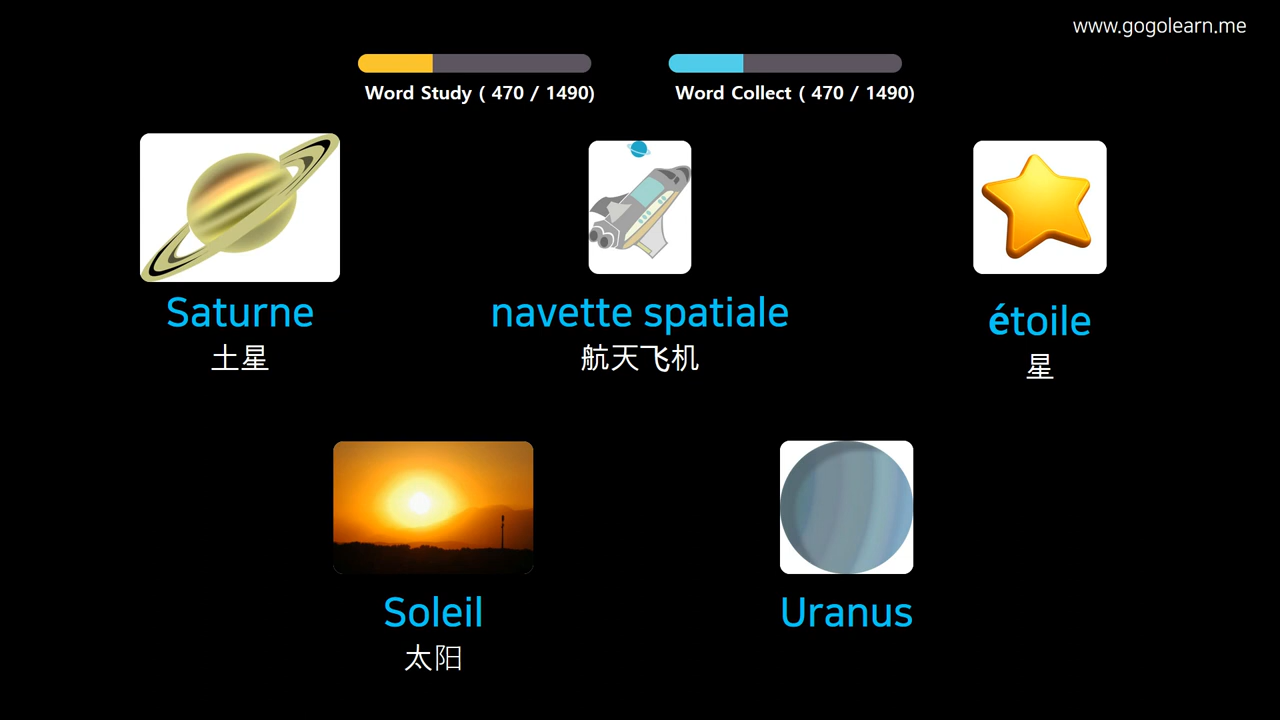 www.gogolearn.me
Word Study ( 470 / 1490)
Word Collect ( 470 / 1490)
Saturne
土星
navette spatiale
航天飞机
étoile
星
Soleil
太阳
Uranus